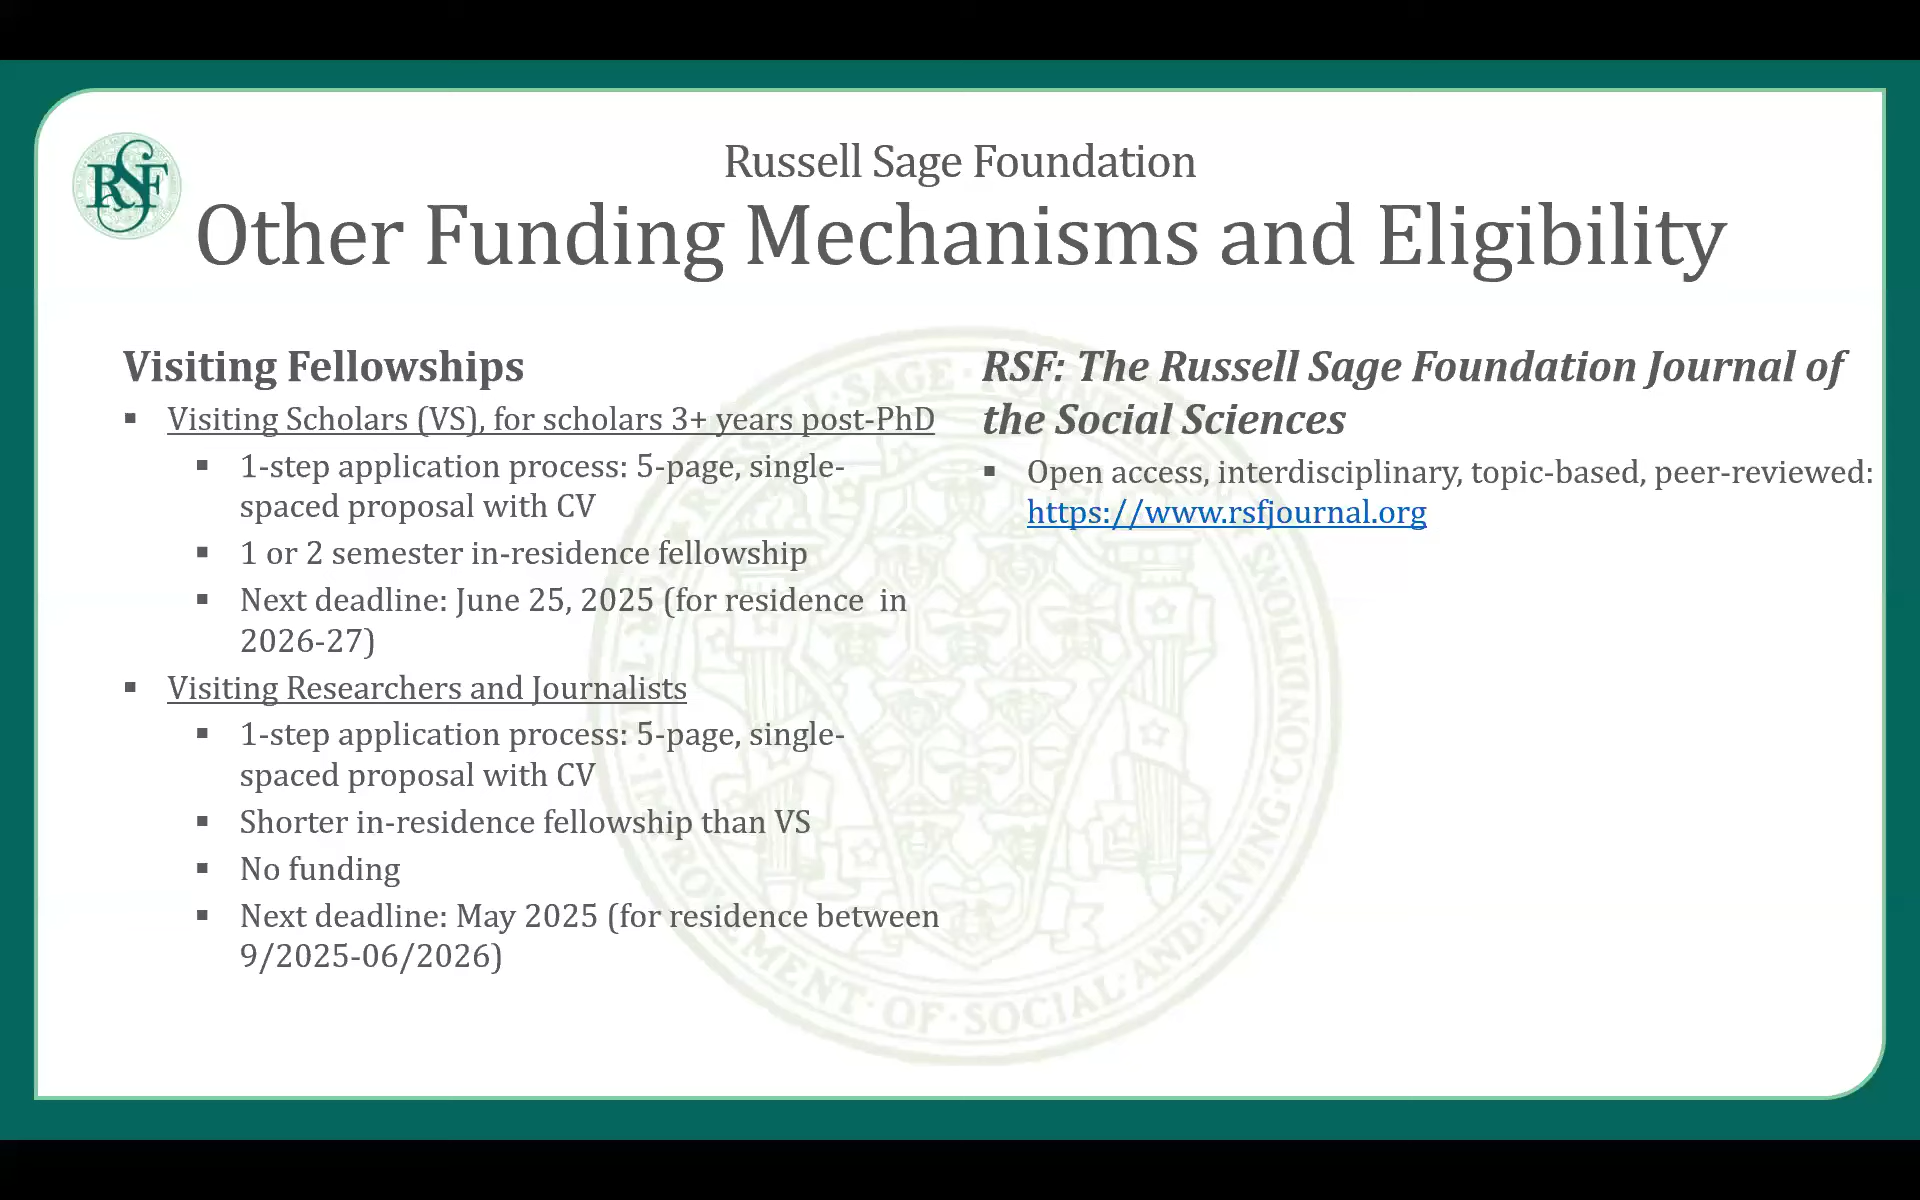 RSF
Russell Sage Foundation
Other Funding Mechanisms and Eligibility
Visiting Fellowships
▪ Visiting Scholars (VS), for scholars 3+ years post-PhD
▪ 1-step application process: 5-page, single-
spaced proposal with CV
▪ 1 or 2 semester in-residence fellowship
▪ Next deadline: June 25, 2025 (for residence in
2026-27)
▪ Visiting Researchers and Journalists
▪ 1-step application process: 5-page, single-
spaced proposal with CV
▪ Shorter in-residence fellowship than VS
▪ No funding
▪ Next deadline: May 2025 (for residence between
9/2025-06/2026)
RSF: The Russell Sage Foundation Journal of
the Social Sciences
▪ Open access, interdisciplinary, topic-based, peer-reviewed:
https://www.rsfjournal.org